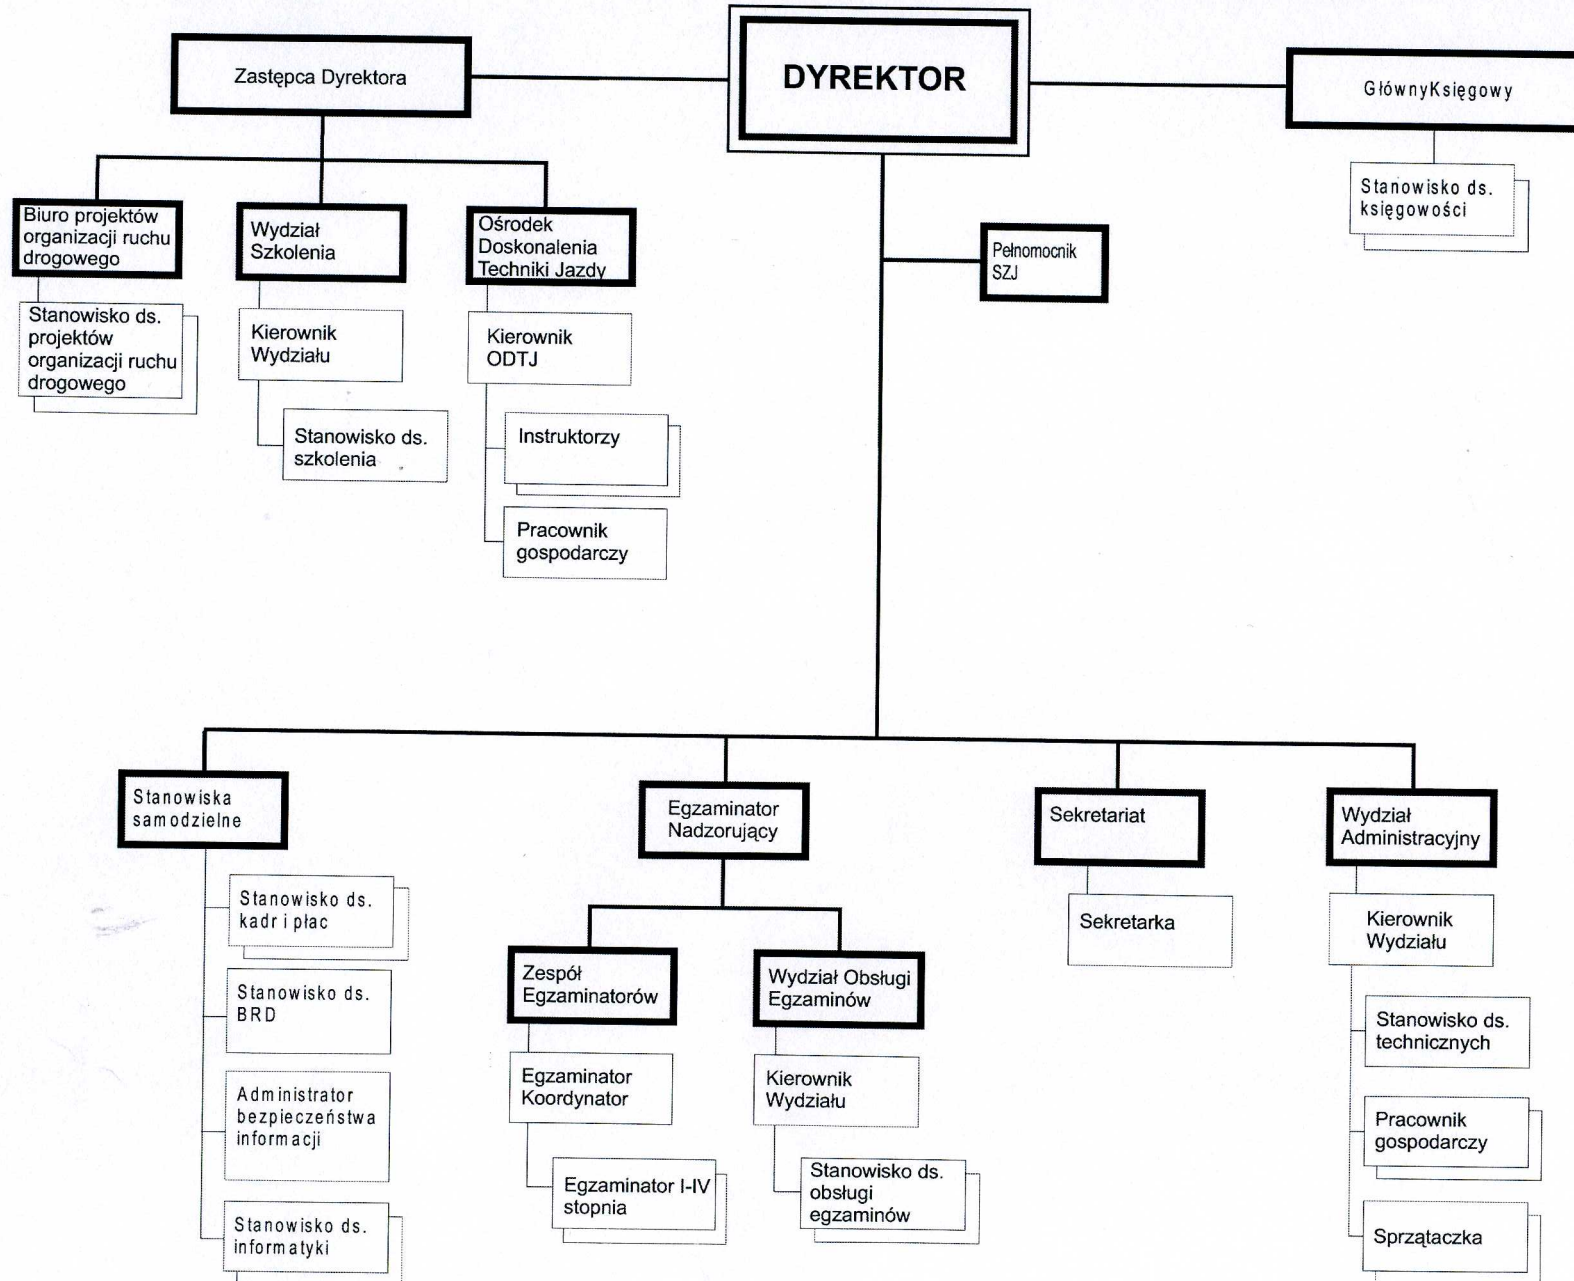 Zastępca Dyrektora
DYREKTOR
GłównyKsięgowy
Stanowisko ds.
księgowości
Biuro projektów
organizacji ruchu
drogowego
Wydział
Szkolenia
Ośrodek
Doskonalenia
Techniki Jazdy
Pełnomocnik
SZJ
Stanowisko ds.
projektów
organizacji ruchu
drogowego
Kierownik
Wydziału
Kierownik
ODTJ
Stanowisko ds.
szkolenia
Instruktorzy
Pracownik
gospodarczy
Stanowiska
samodzielne
Egzaminator
Nadzorujący
Sekretariat
Wydział
Administracyjny
Stanowisko ds.
kadr i płac
Sekretarka
Kierownik
Wydziału
Stanowisko ds.
BRD
Zespół
Egzaminatorów
Wydział Obsługi
Egzaminów
Stanowisko ds.
technicznych
Administrator
bezpieczeństwa
informacji
Egzaminator
Koordynator
Kierownik
Wydziału
Pracownik
gospodarczy
Stanowisko ds.
informatyki
Egzaminator I-IV
stopnia
Stanowisko ds.
obsługi
egzaminów
Sprzątaczka